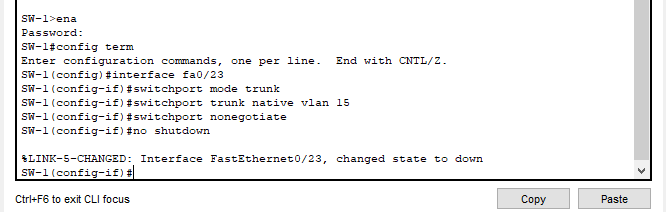 SW-1>ena
Password:
SW-1#config term
Enter configuration commands, one per line.  End with CNTL/Z.
SW-1(config)#interface fa0/23
SW-1(config-if)#switchport mode trunk
SW-1(config-if)#switchport trunk native vlan 15
SW-1(config-if)#switchport nonegotiate
SW-1(config-if)#no shutdown
%LINK-5-CHANGED: Interface FastEthernet0/23, changed state to down
SW-1(config-if)#
Ctrl+F6 to exit CLI focus
Copy
Paste